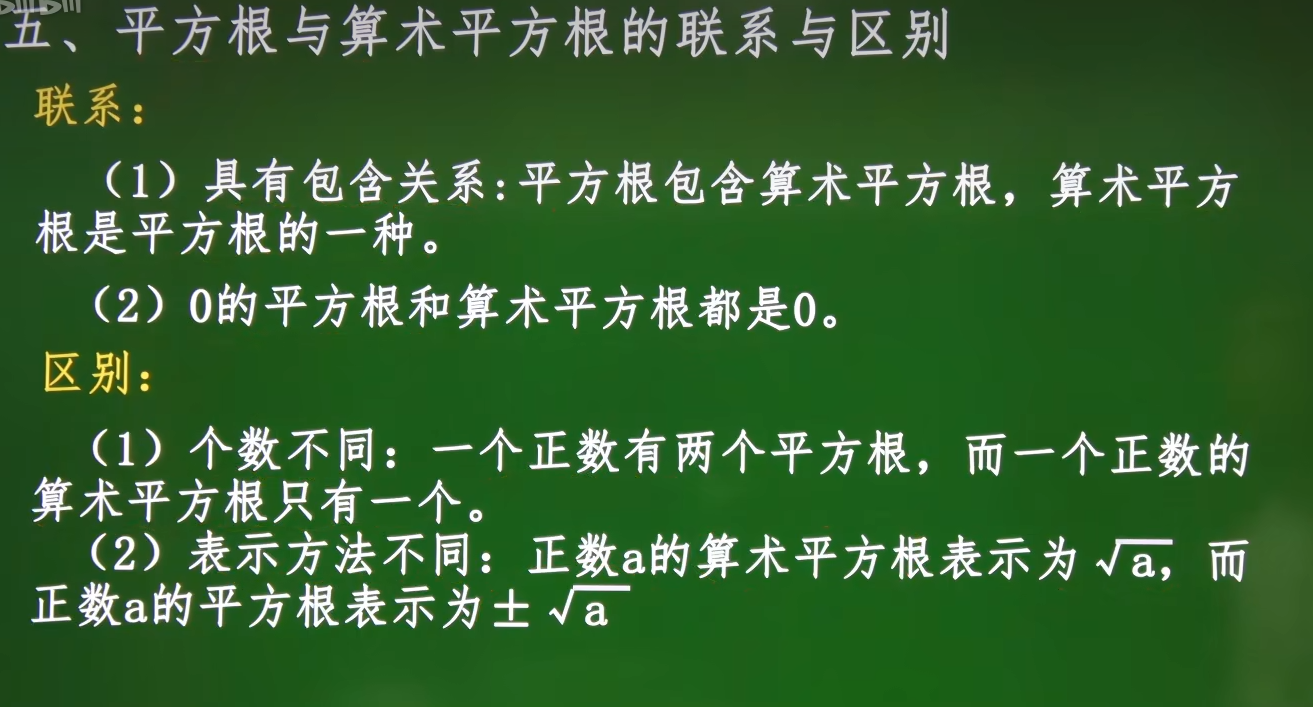 五、平方根与算术平方根的联系与区别
联系：
（1）具有包含关系:平方根包含算术平方根，算术平方
根是平方根的一种。
（2）0的平方根和算术平方根都是0。
区别：
（1）个数不同：一个正数有两个平方根，而一个正数的
算术平方根只有一个。
（2）表示方法不同：正数a的算术平方根表示为√a，而
正数a的平方根表示为±√a